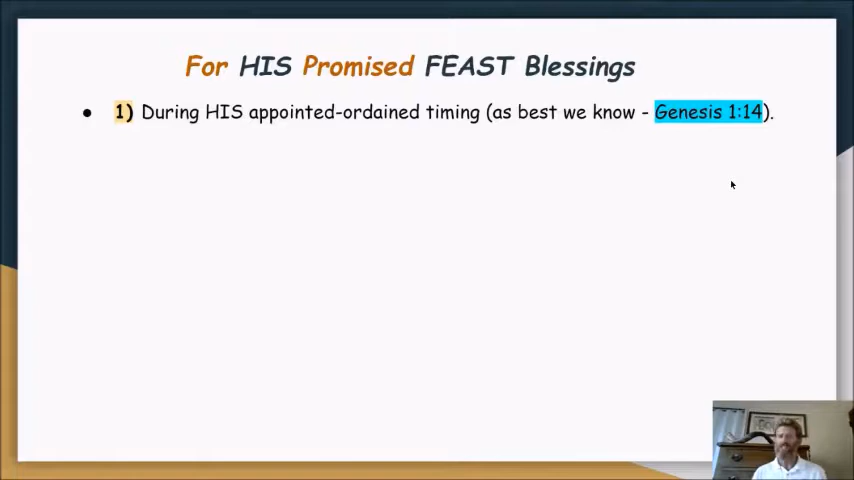 For HIS Promised FEAST Blessings
● 1) During HIS appointed-ordained timing (as best we know - Genesis 1:14).